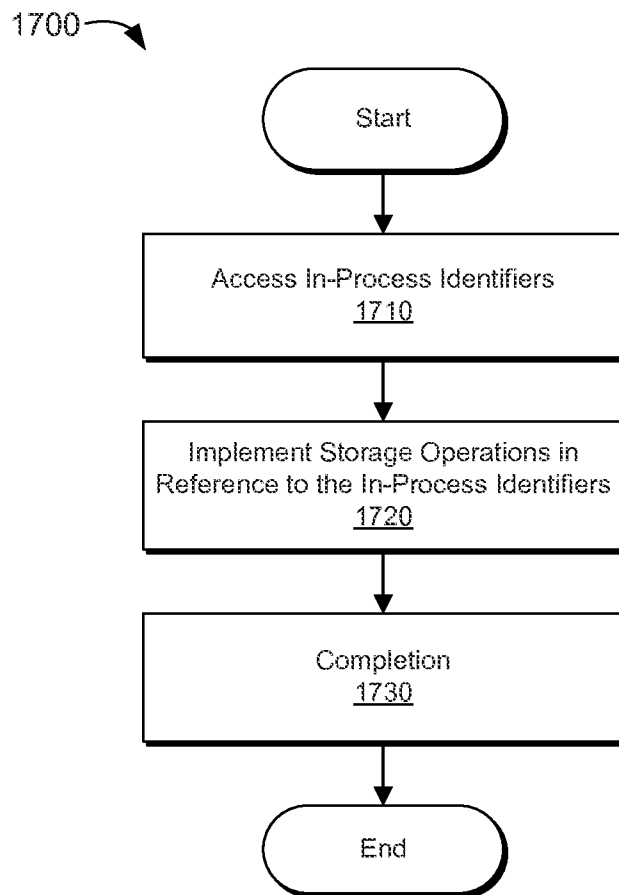 1700
Start
Access In-Process Identifiers
1710
Implement Storage Operations in
Reference to the In-Process Identifiers
1720
Completion
1730
End